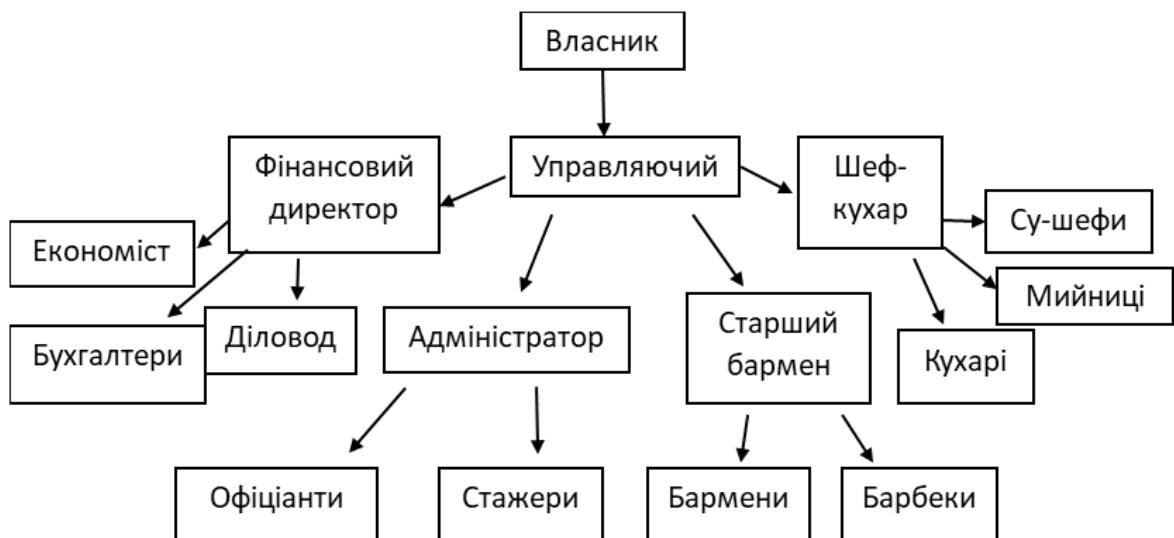 Власник
Фінансовий
директор
Управляючий
Шеф-
кухар
Економіст
Су-шефи
Мийниці
Бухгалтери
Діловод
Адміністратор
Старший
бармен
Кухарі
Офіціанти
Стажери
Бармени
Барбеки